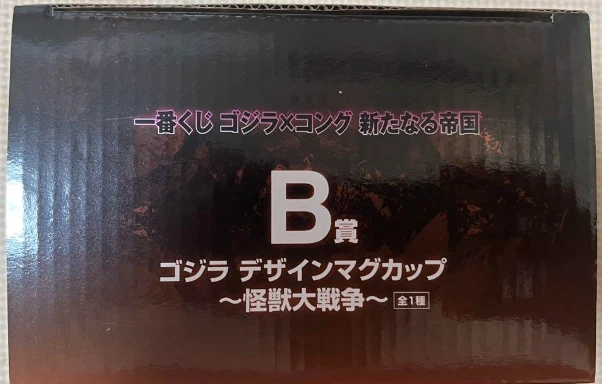 一番くじ ゴジラ×コング 新たなる帝国
B賞
ゴジラ デザインマグカップ
～怪獣大戦争～ 全1種